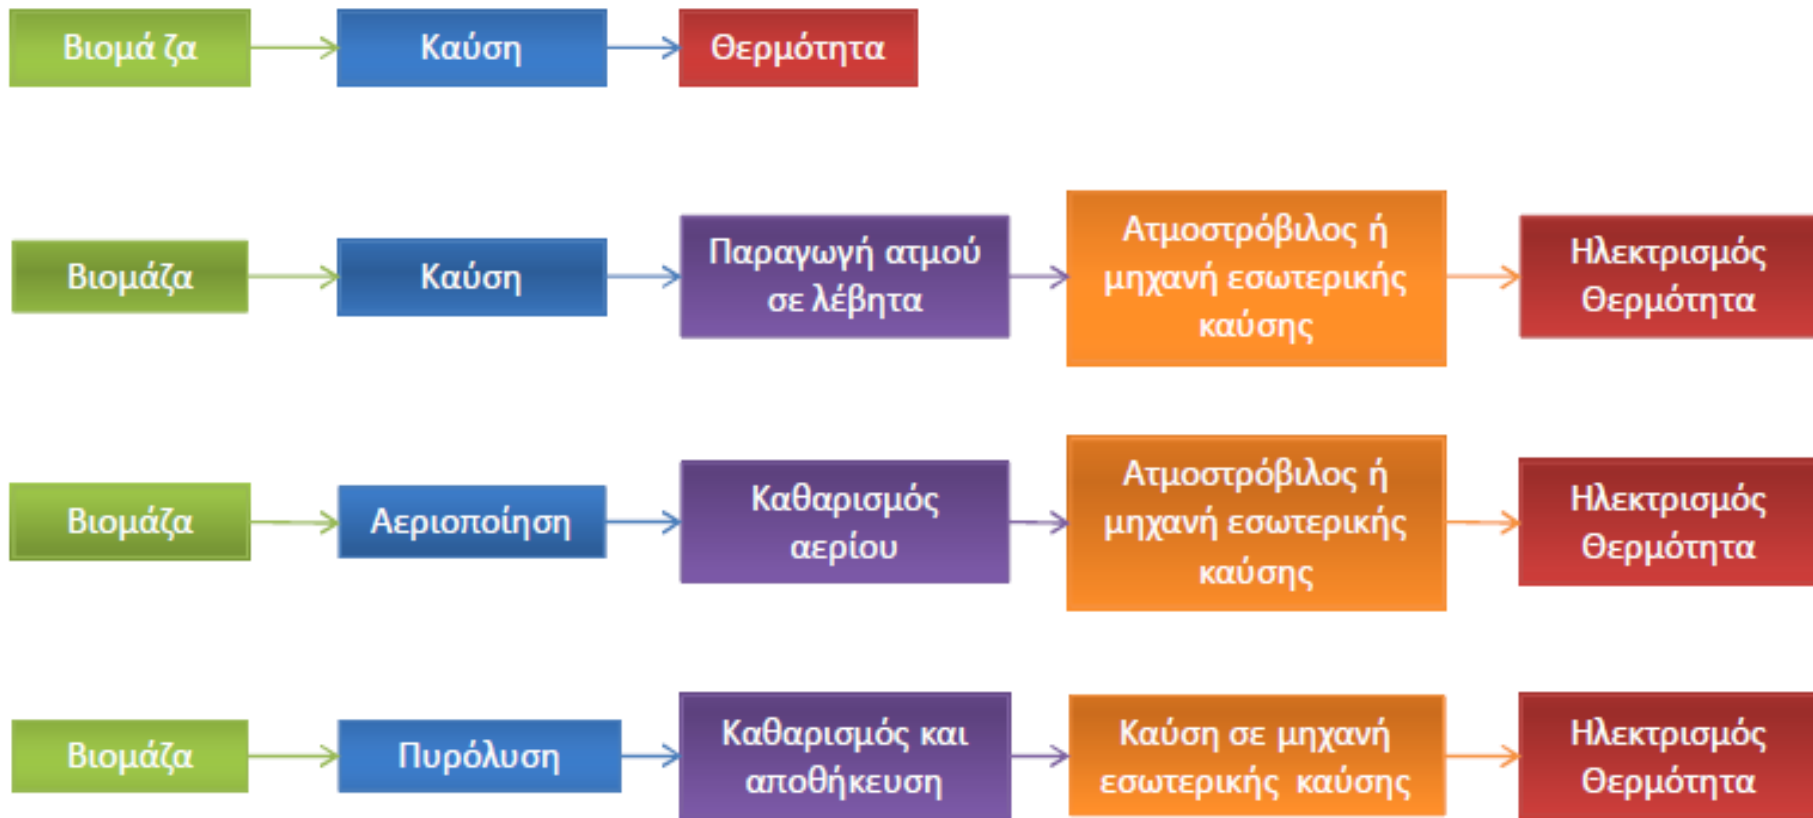 Βιομά ζα
Καύση
Θερμότητα
Βιομάζα
Καύση
Παραγωγή ατμού
σε λέβητα
Ατμοστρόβιλος ή
μηχανή εσωτερικής
καύσης
Ηλεκτρισμός
Θερμότητα
Βιομάζα
Αεριοποίηση
Καθαρισμός
αερίου
Ατμοστρόβιλος ή
μηχανή εσωτερικής
καύσης
Ηλεκτρισμός
Θερμότητα
Βιομάζα
Πυρόλυση
Καθαρισμός και
αποθήκευση
Καύση σε μηχανή
εσωτερικής καύσης
Ηλεκτρισμός
Θερμότητα